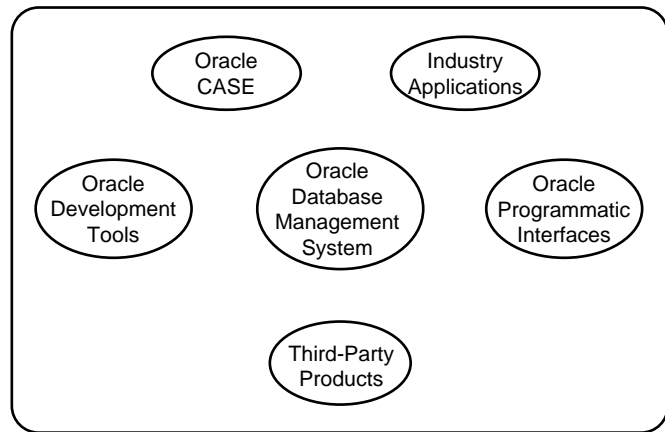 Oracle
CASE
Industry
Applications
Oracle
Development
Tools
Oracle
Database
Management
System
Oracle
Programmatic
Interfaces
Third-Party
Products